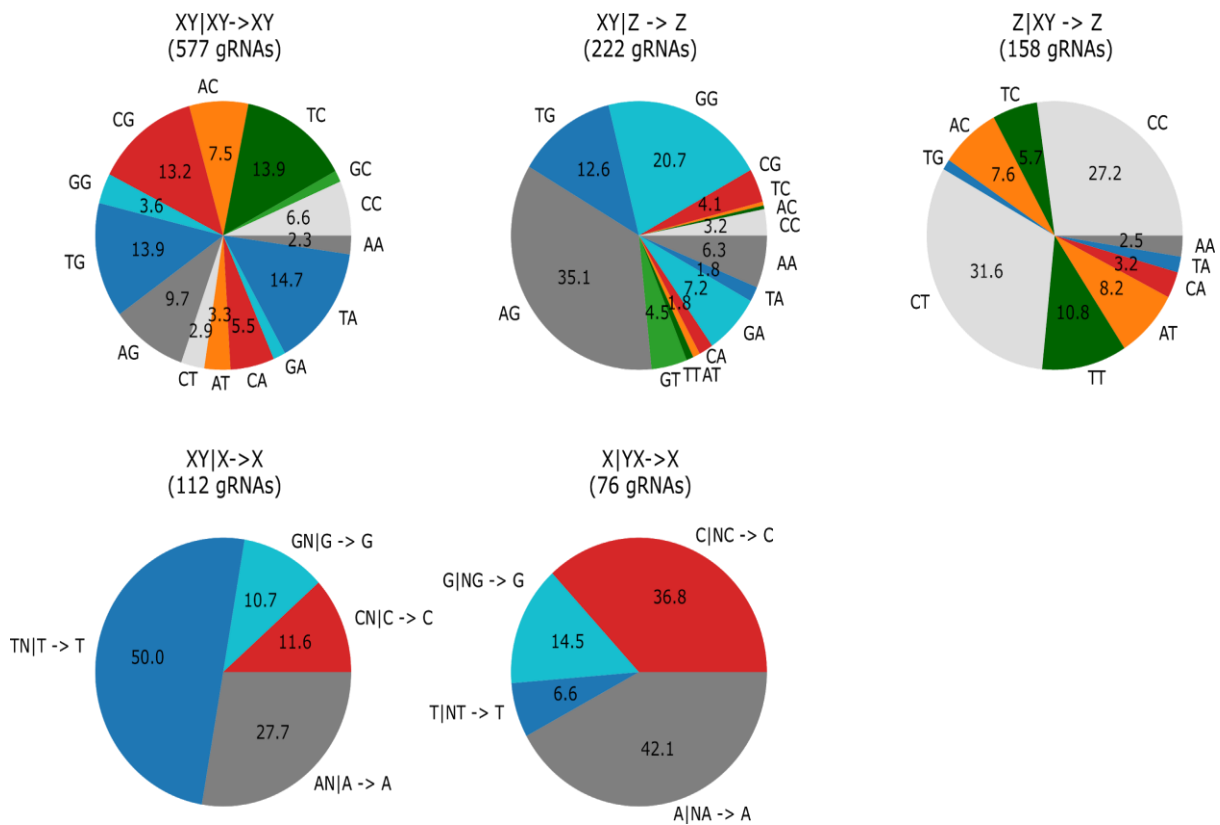 XY|XY->XY
(577 gRNAs)
AC
TC
GC
CC
AA
TA
GA
CA
AT
CT
AG
TG
GG
CG
7.5
13.9
6.6
2.3
14.7
5.5
3.3
2.9
9.7
13.9
3.6
13.2
XY|Z -> Z
(222 gRNAs)
GG
CG
TC
AC
CC
AA
TA
GA
CA
AT
TT
GT
AG
TG
20.7
4.1
3.2
6.3
1.8
7.2
1.8
4.5
35.1
12.6
Z|XY -> Z
(158 gRNAs)
CC
AA
TA
CA
AT
TT
CT
TG
AC
TC
27.2
2.5
3.2
8.2
10.8
31.6
7.6
5.7
XY|X->X
(112 gRNAs)
GN|G -> G
CN|C -> C
TN|T -> T
AN|A -> A
10.7
11.6
50.0
27.7
X|YX->X
(76 gRNAs)
C|NC -> C
G|NG -> G
T|NT -> T
A|NA -> A
36.8
14.5
6.6
42.1